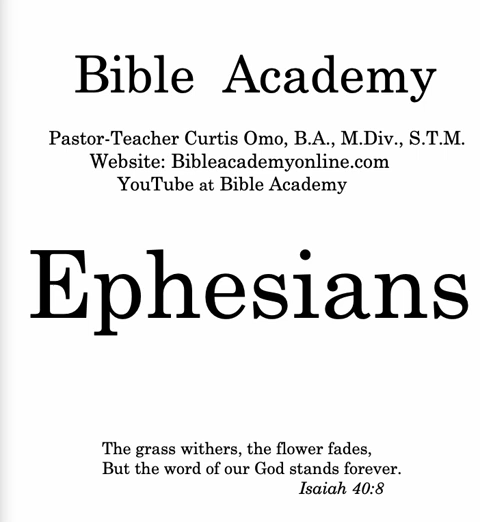 Bible Academy
Pastor-Teacher Curtis Omo, B.A., M.Div., S.T.M.
Website: Bibleacademyonline.com
YouTube at Bible Academy
Ephesians
The grass withers, the flower fades,
But the word of our God stands forever.
Isaiah 40:8